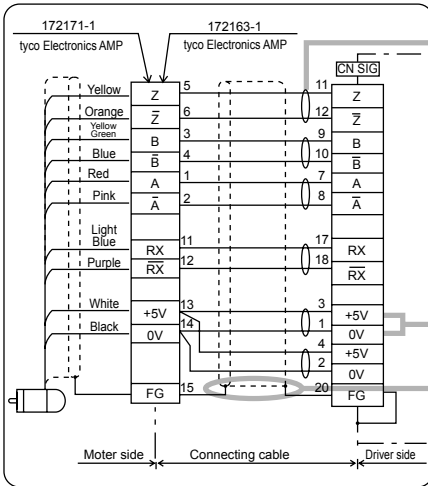 172171-1 172163-1
tyco Electronics AMP tyco Electronics AMP
CN SIG
Yellow Z 5 11 Z
Orange Z̅ 6 12 Z̅
Yellow Green B 3 9 B
Blue B̅ 4 10 B̅
Red A 1 7 A
Pink A̅ 2 8 A̅
Light Blue RX 11 17 RX
Purple R̅X̅ 12 18 R̅X̅
White +5V 13 3 +5V
Black 0V 14 1 0V
4 +5V
2 0V
FG 15 20 FG
Moter side Connecting cable Driver side